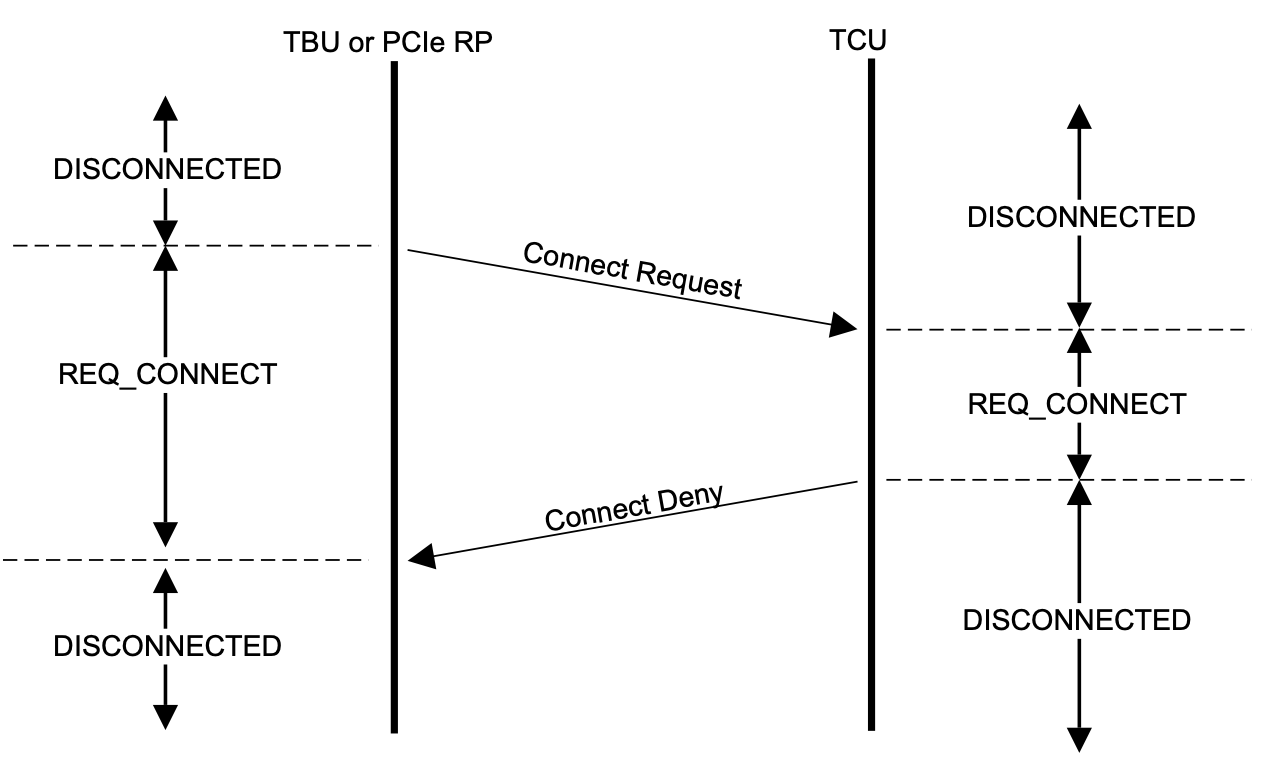 TBU or PCIe RP
TCU
DISCONNECTED
DISCONNECTED
Connect Request
REQ_CONNECT
REQ_CONNECT
Connect Deny
DISCONNECTED
DISCONNECTED